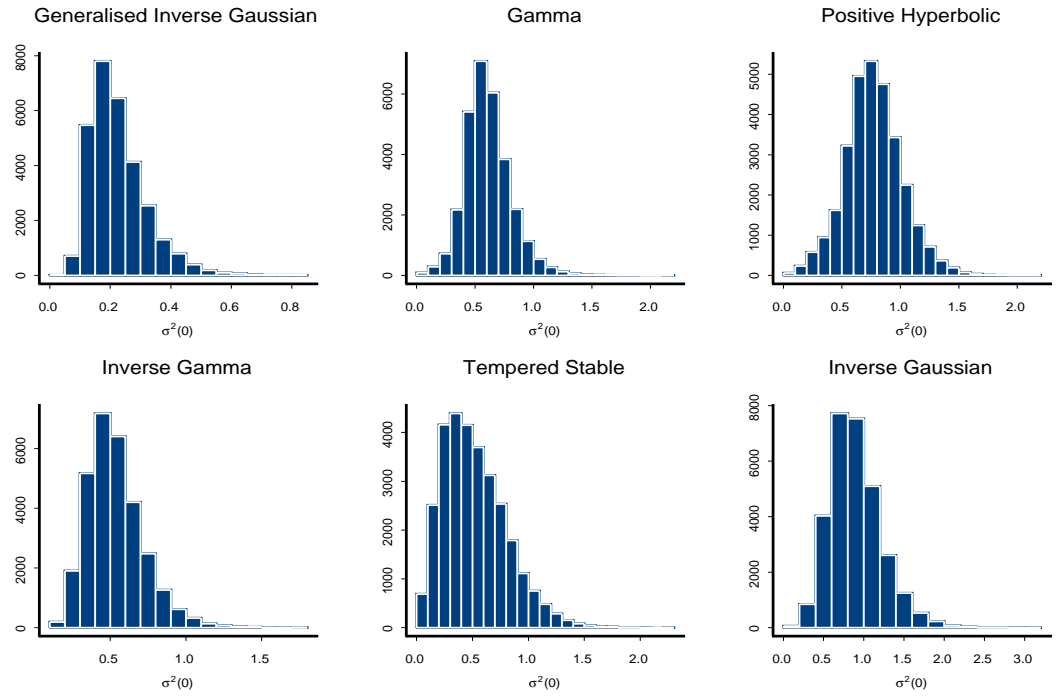 Generalised Inverse Gaussian
8000
6000
4000
2000
0
0.0 0.2 0.4 0.6 0.8
σ²(0)
Gamma
6000
4000
2000
0
0.0 0.5 1.0 1.5 2.0
σ²(0)
Positive Hyperbolic
5000
4000
3000
2000
1000
0
0.0 0.5 1.0 1.5 2.0
σ²(0)
Inverse Gamma
6000
4000
2000
0
0.5 1.0 1.5
σ²(0)
Tempered Stable
4000
3000
2000
1000
0
0.0 0.5 1.0 1.5 2.0
σ²(0)
Inverse Gaussian
8000
6000
4000
2000
0
0.0 0.5 1.0 1.5 2.0 2.5 3.0
σ²(0)